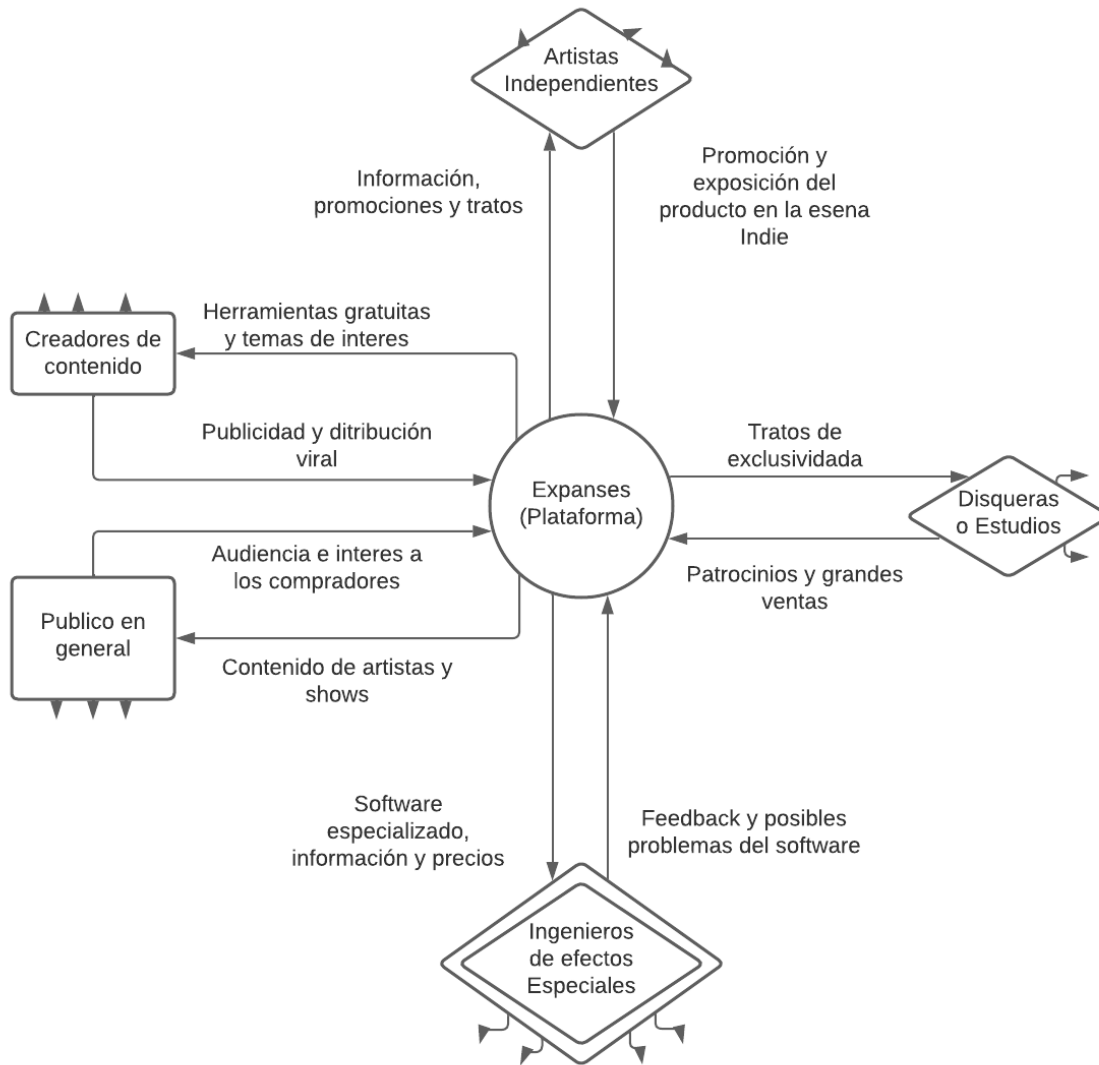 Artistas
Independientes
Información,
promociones y tratos
Promoción y
exposición del
producto en la esena
Indie
Creadores de
contenido
Herramientas gratuitas
y temas de interes
Publicidad y ditribución
viral
Expanses
(Plataforma)
Tratos de
exclusividada
Disqueras
o Estudios
Patrocinios y grandes
ventas
Audiencia e interes a
los compradores
Publico en
general
Contenido de artistas y
shows
Software
especializado,
información y precios
Feedback y posibles
problemas del software
Ingenieros
de efectos
Especiales